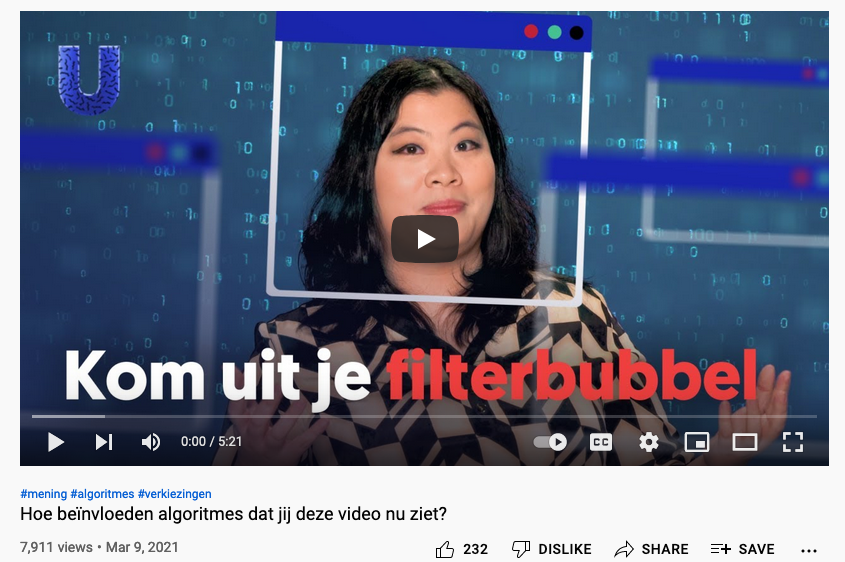 U
Kom uit je filterbubbel
0:00 / 5:21
CC
#mening #algoritmes #verkiezingen
Hoe beïnvloeden algoritmes dat jij deze video nu ziet?
7,911 views • Mar 9, 2021
232 DISLIKE SHARE SAVE